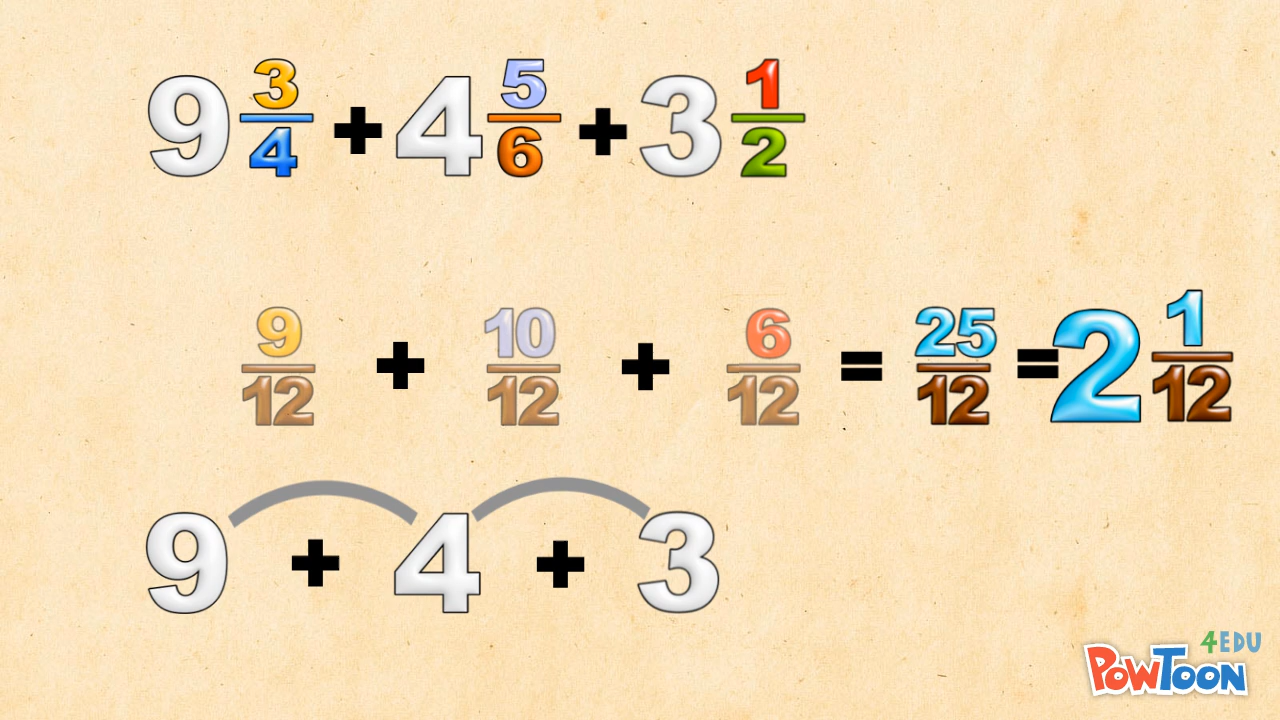 9 3/4 + 4 5/6 + 3 1/2
9/12 + 10/12 + 6/12 = 25/12 = 2 1/12
9 + 4 + 3
4EDU
PowToon